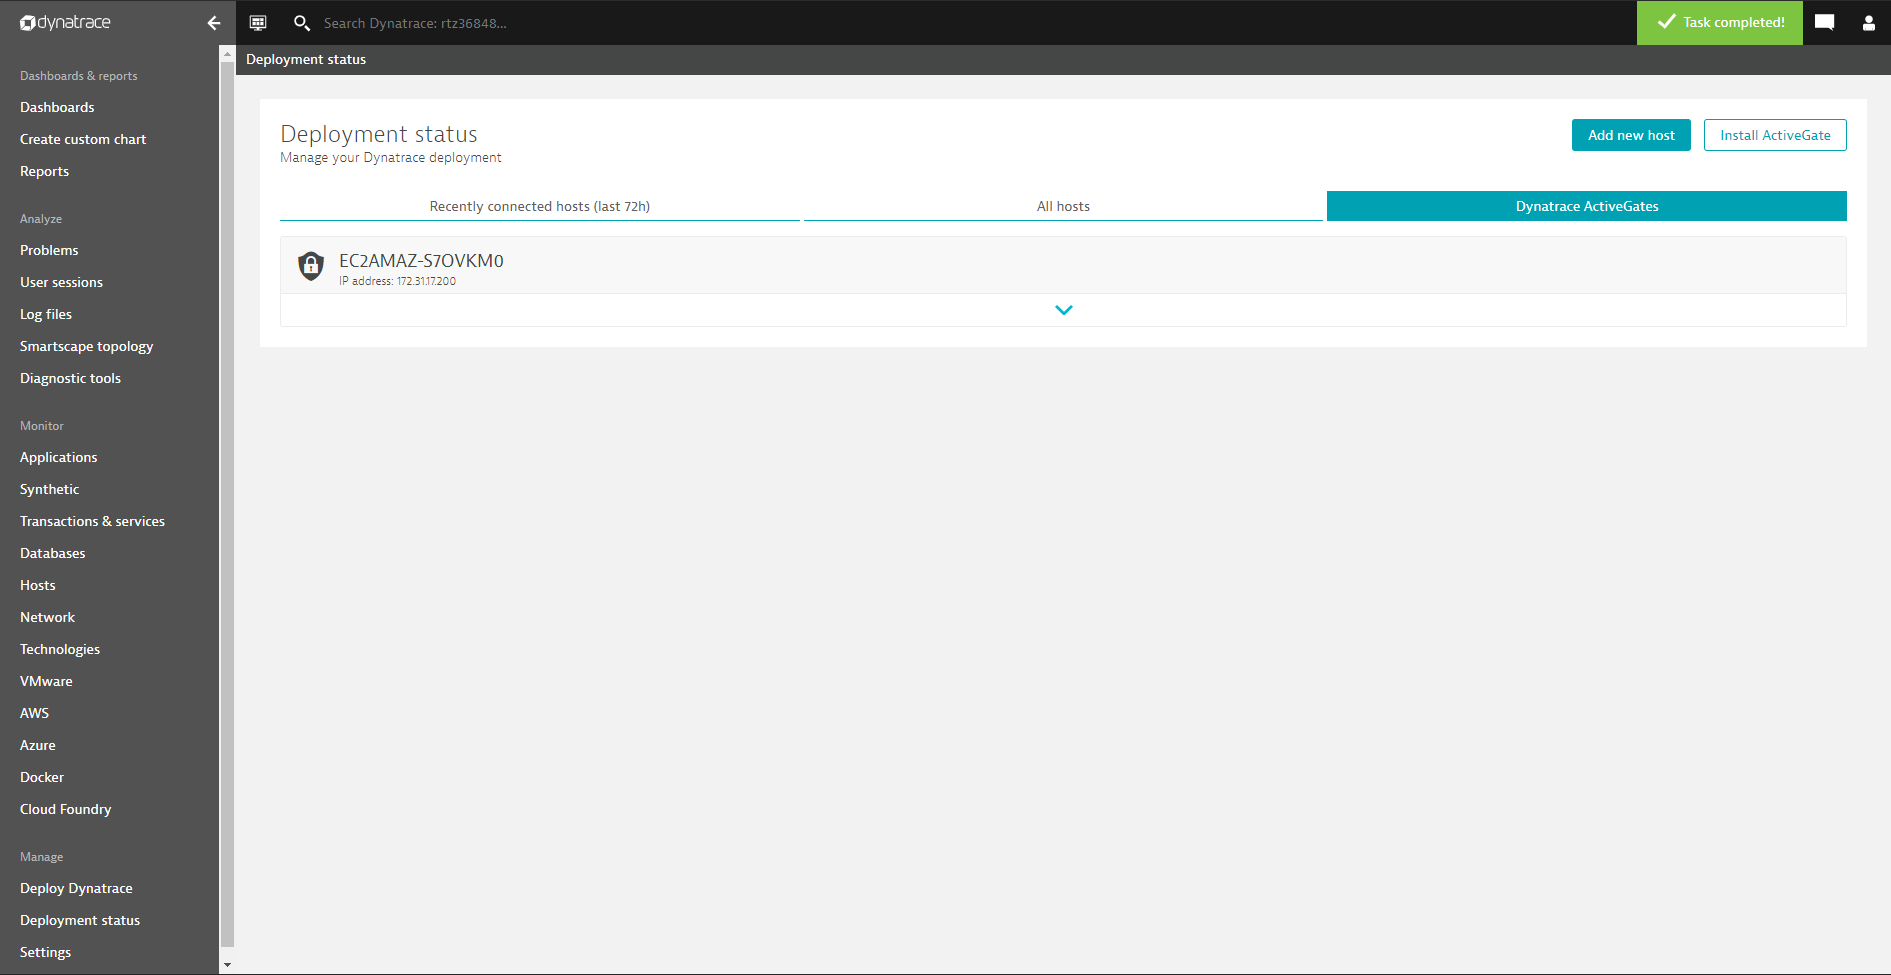 dynatrace
Search Dynatrace: rtz36848...
Task completed!
Deployment status
Dashboards & reports
Dashboards
Create custom chart
Reports
Analyze
Problems
User sessions
Log files
Smartscape topology
Diagnostic tools
Monitor
Applications
Synthetic
Transactions & services
Databases
Hosts
Network
Technologies
VMware
AWS
Azure
Docker
Cloud Foundry
Manage
Deploy Dynatrace
Deployment status
Settings
Deployment status
Manage your Dynatrace deployment
Add new host
Install ActiveGate
Recently connected hosts (last 72h)
All hosts
Dynatrace ActiveGates
EC2AMAZ-S7OVKM0
IP address: 172.31.17.200